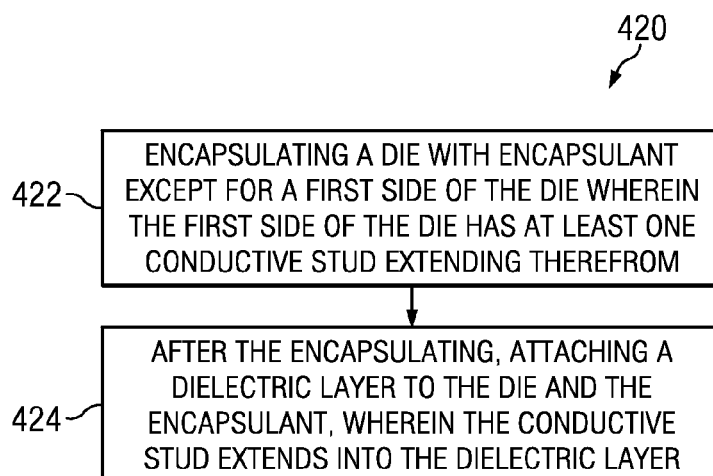 420
ENCAPSULATING A DIE WITH ENCAPSULANT
EXCEPT FOR A FIRST SIDE OF THE DIE WHEREIN
THE FIRST SIDE OF THE DIE HAS AT LEAST ONE
CONDUCTIVE STUD EXTENDING THEREFROM
422
AFTER THE ENCAPSULATING, ATTACHING A
DIELECTRIC LAYER TO THE DIE AND THE
ENCAPSULANT, WHEREIN THE CONDUCTIVE
STUD EXTENDS INTO THE DIELECTRIC LAYER
424